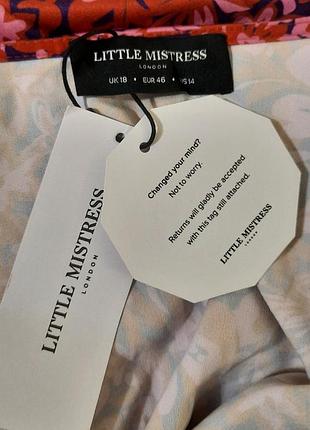 LITTLE MISTRESS
LONDON
UK 18 • EUR 46 • US 14
Changed your mind?
Not to worry.
Returns will gladly be accepted
with this tag still attached.
LITTLE MISTRESS
LONDON
LITTLE MISTRESS
LONDON